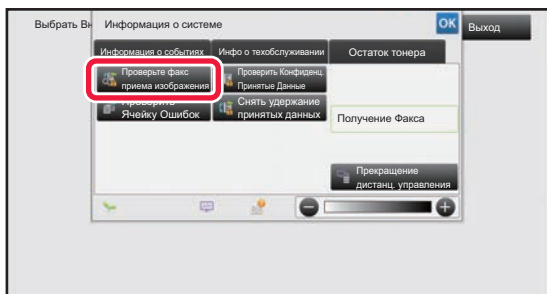 Выбрать Вн
Информация о системе
OK
Выход
Информация о событиях
Инфо о техобслуживании
Остаток тонера
Проверьте факс
приема изображения
Проверить Конфиденц.
Принятые Данные
Проверить
Ячейку Ошибок
Снять удержание
принятых данных
Получение Факса
Прекращение
дистанц. управления